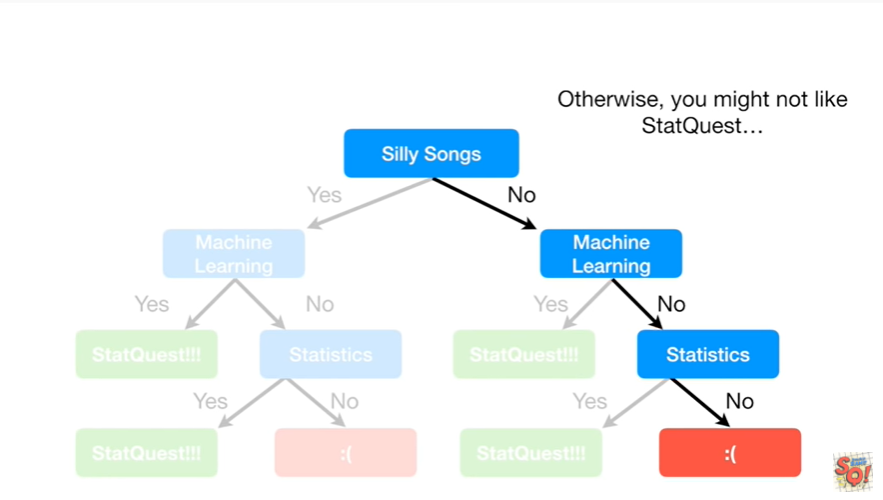 Otherwise, you might not like
StatQuest...
Silly Songs
Yes
No
Machine
Learning
Machine
Learning
Yes
No
Yes
No
StatQuest!!!
Statistics
StatQuest!!!
Statistics
Yes
No
Yes
No
StatQuest!!!
:(
StatQuest!!!
:(
SQ!